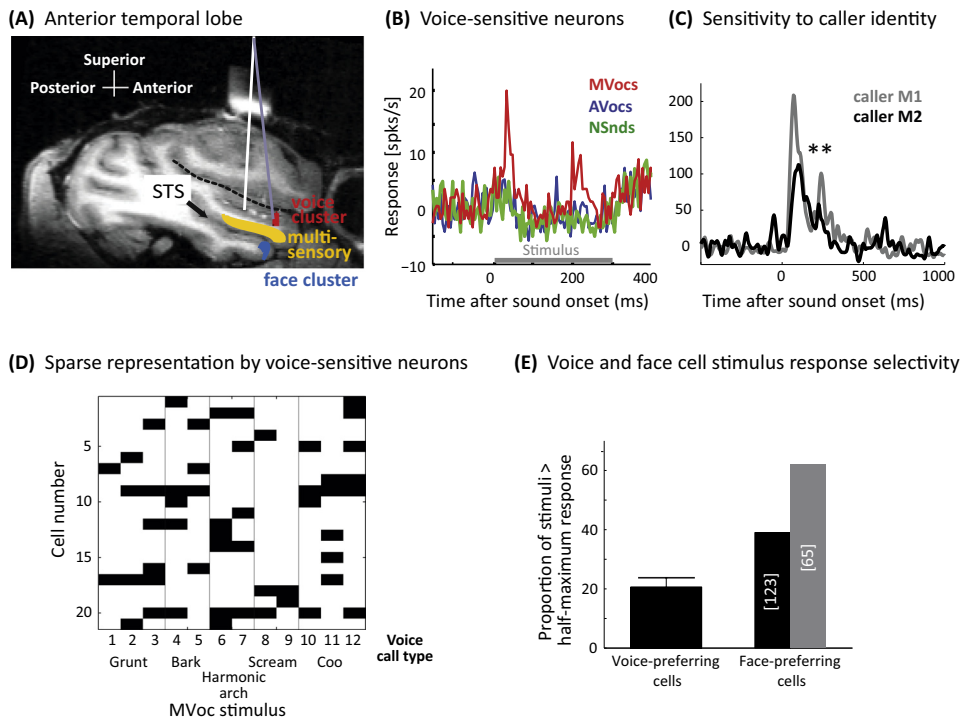 (A) Anterior temporal lobe
Superior
Posterior
Anterior
STS
voice
cluster
multi-
sensory
face cluster
(B) Voice-sensitive neurons
MVocs
AVocs
NSnds
Response [spks/s]
20
10
0
−10
Stimulus
0
200
400
Time after sound onset (ms)
(C) Sensitivity to caller identity
caller M1
caller M2
**
200
150
100
50
0
0
500
1000
Time after sound onset (ms)
(D) Sparse representation by voice-sensitive neurons
Cell number
5
10
15
20
1 2 3 4 5 6 7 8 9 10 11 12
Voice
call type
Grunt
Bark
Harmonic
arch
Scream
Coo
MVoc stimulus
(E) Voice and face cell stimulus response selectivity
Proportion of stimuli >
half-maximum response
60
40
20
0
[123]
[65]
Voice-preferring
cells
Face-preferring
cells